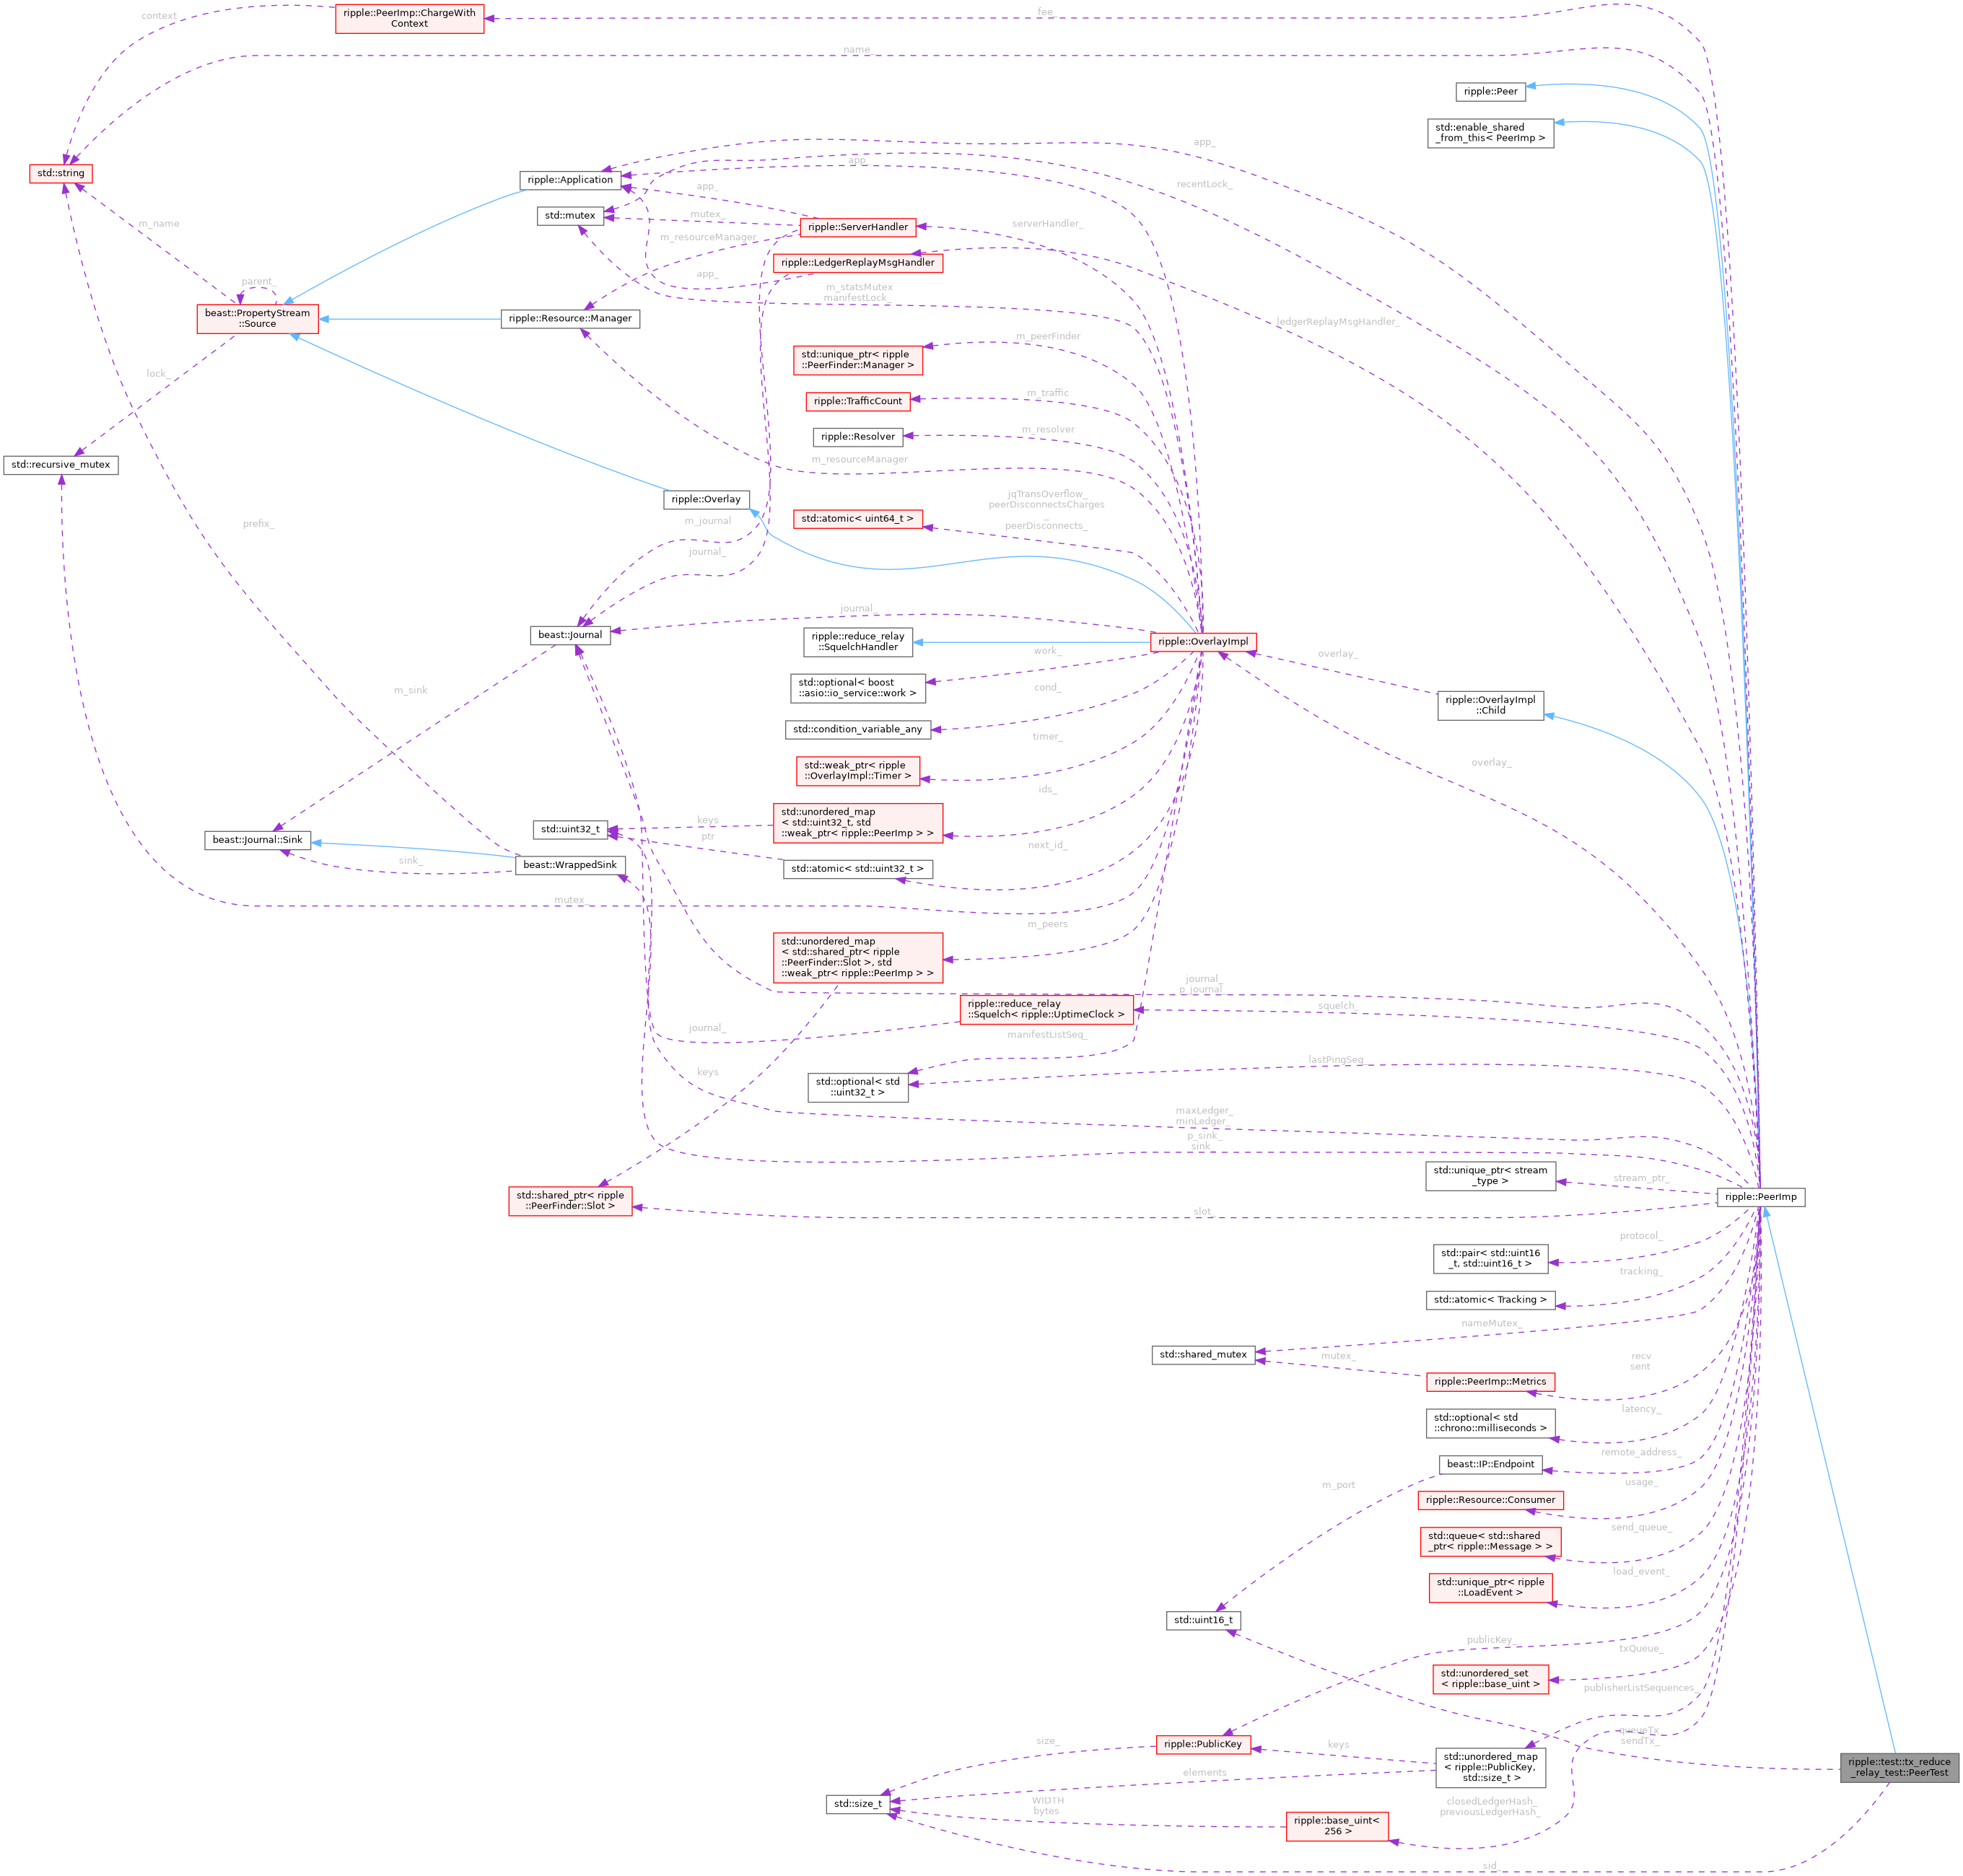 context
ripple::PeerImp::ChargeWith
Context
fee_
name_
ripple::Peer
std::enable_shared
_from_this< PeerImp >
std::string
ripple::Application
app_
app_
app_
recentLock_
std::mutex
mutex_
m_name
m_resourceManager
ripple::ServerHandler
serverHandler_
ripple::LedgerReplayMsgHandler
app_
parent_
m_statsMutex
manifestLock_
beast::PropertyStream
::Source
ripple::Resource::Manager
ledgerReplayMsgHandler_
m_peerFinder
std::unique_ptr< ripple
::PeerFinder::Manager >
lock_
m_traffic
ripple::TrafficCount
m_resolver
ripple::Resolver
m_resourceManager
std::recursive_mutex
ripple::Overlay
jqTransOverflow_
peerDisconnectsCharges
_
peerDisconnects_
std::atomic< uint64_t >
prefix_
m_journal
journal_
journal_
beast::Journal
ripple::reduce_relay
::SquelchHandler
ripple::OverlayImpl
work_
overlay_
std::optional< boost
::asio::io_service::work >
m_sink
cond_
ripple::OverlayImpl
::Child
std::condition_variable_any
timer_
overlay_
std::weak_ptr< ripple
::OverlayImpl::Timer >
ids_
std::unordered_map
< std::uint32_t, std
::weak_ptr< ripple::PeerImp > >
keys
std::uint32_t
ptr
beast::Journal::Sink
sink_
beast::WrappedSink
std::atomic< std::uint32_t >
next_id_
mutex_
m_peers
std::unordered_map
< std::shared_ptr< ripple
::PeerFinder::Slot >, std
::weak_ptr< ripple::PeerImp > >
journal_
p_journal_
ripple::reduce_relay
::Squelch< ripple::UptimeClock >
squelch_
journal_
manifestListSeq_
lastPingSeq_
keys
std::optional< std
::uint32_t >
maxLedger_
minLedger_
p_sink_
sink_
std::unique_ptr< stream
_type >
stream_ptr_
ripple::PeerImp
std::shared_ptr< ripple
::PeerFinder::Slot >
slot_
protocol_
std::pair< std::uint16
_t, std::uint16_t >
tracking_
std::atomic< Tracking >
nameMutex_
std::shared_mutex
mutex_
recv
sent
ripple::PeerImp::Metrics
latency_
std::optional< std
::chrono::milliseconds >
remote_address_
beast::IP::Endpoint
m_port
usage_
ripple::Resource::Consumer
send_queue_
std::queue< std::shared
_ptr< ripple::Message > >
load_event_
std::unique_ptr< ripple
::LoadEvent >
std::uint16_t
publicKey_
txQueue_
std::unordered_set
< ripple::base_uint >
publisherListSequences_
queueTx_
sendTx_
size_
ripple::PublicKey
keys
elements
std::unordered_map
< ripple::PublicKey,
std::size_t >
ripple::test::tx_reduce
_relay_test::PeerTest
std::size_t
WIDTH
bytes
closedLedgerHash_
previousLedgerHash_
ripple::base_uint<
256 >
sid_